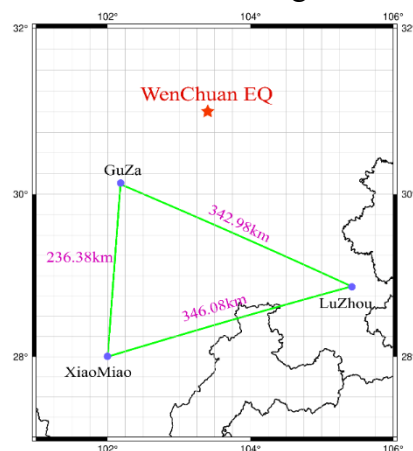 102° 104° 106°
32° 32°
WenChuan EQ
GuZa
30° 30°
342.98km
236.38km
346.08km
LuZhou
28° 28°
XiaoMiao
102° 104° 106°